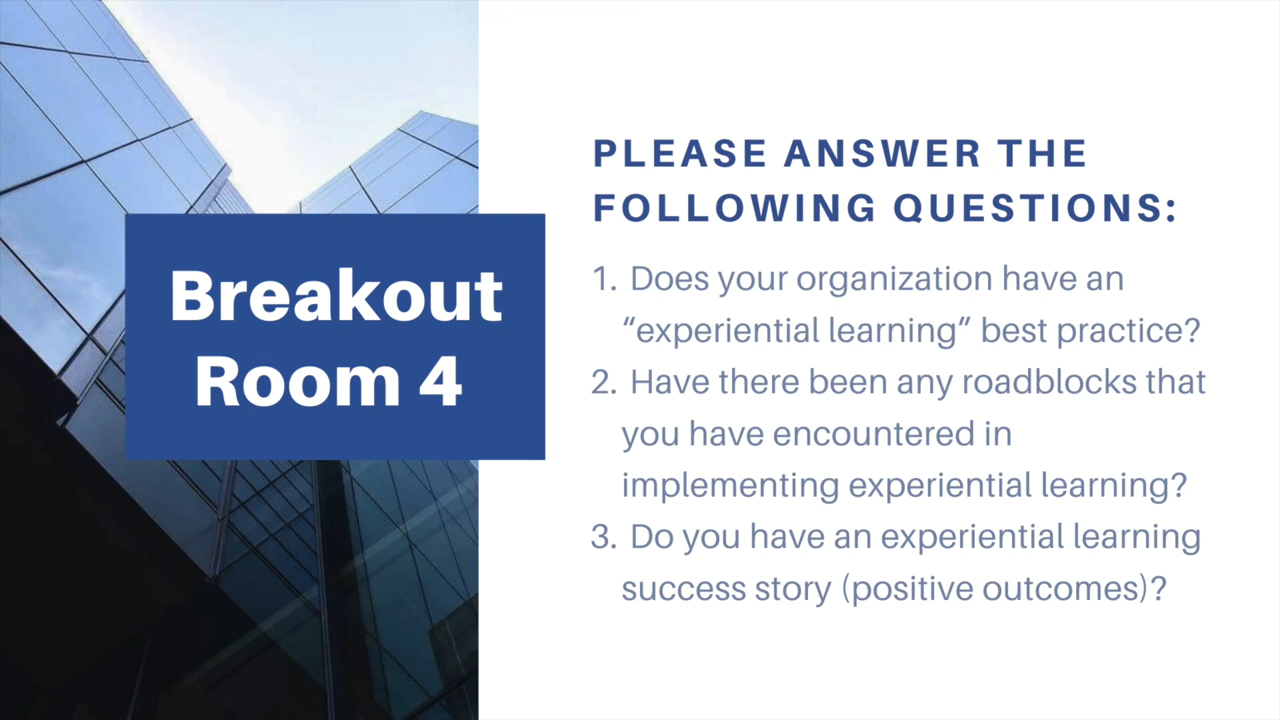 Breakout
Room 4
PLEASE ANSWER THE
FOLLOWING QUESTIONS:
1. Does your organization have an
“experiential learning” best practice?
2. Have there been any roadblocks that
you have encountered in
implementing experiential learning?
3. Do you have an experiential learning
success story (positive outcomes)?